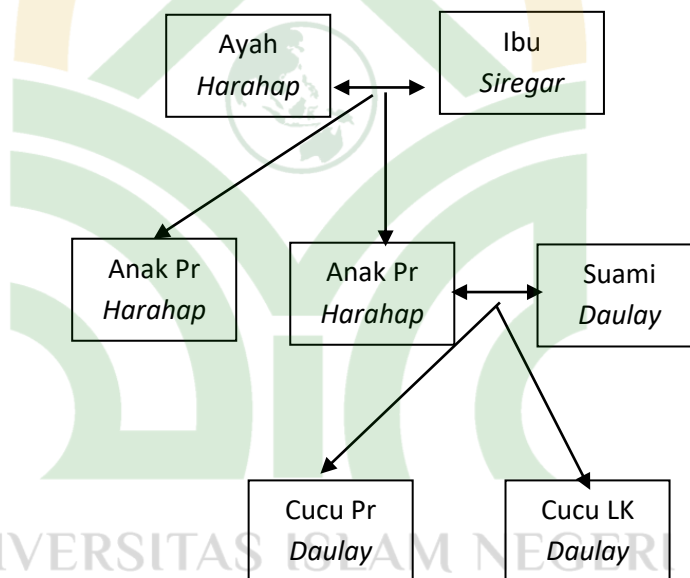 Ayah
Harahap
Ibu
Siregar
Anak Pr
Harahap
Anak Pr
Harahap
Suami
Daulay
Cucu Pr
Daulay
Cucu LK
Daulay
IVERSITAS ISLAM NEGERI